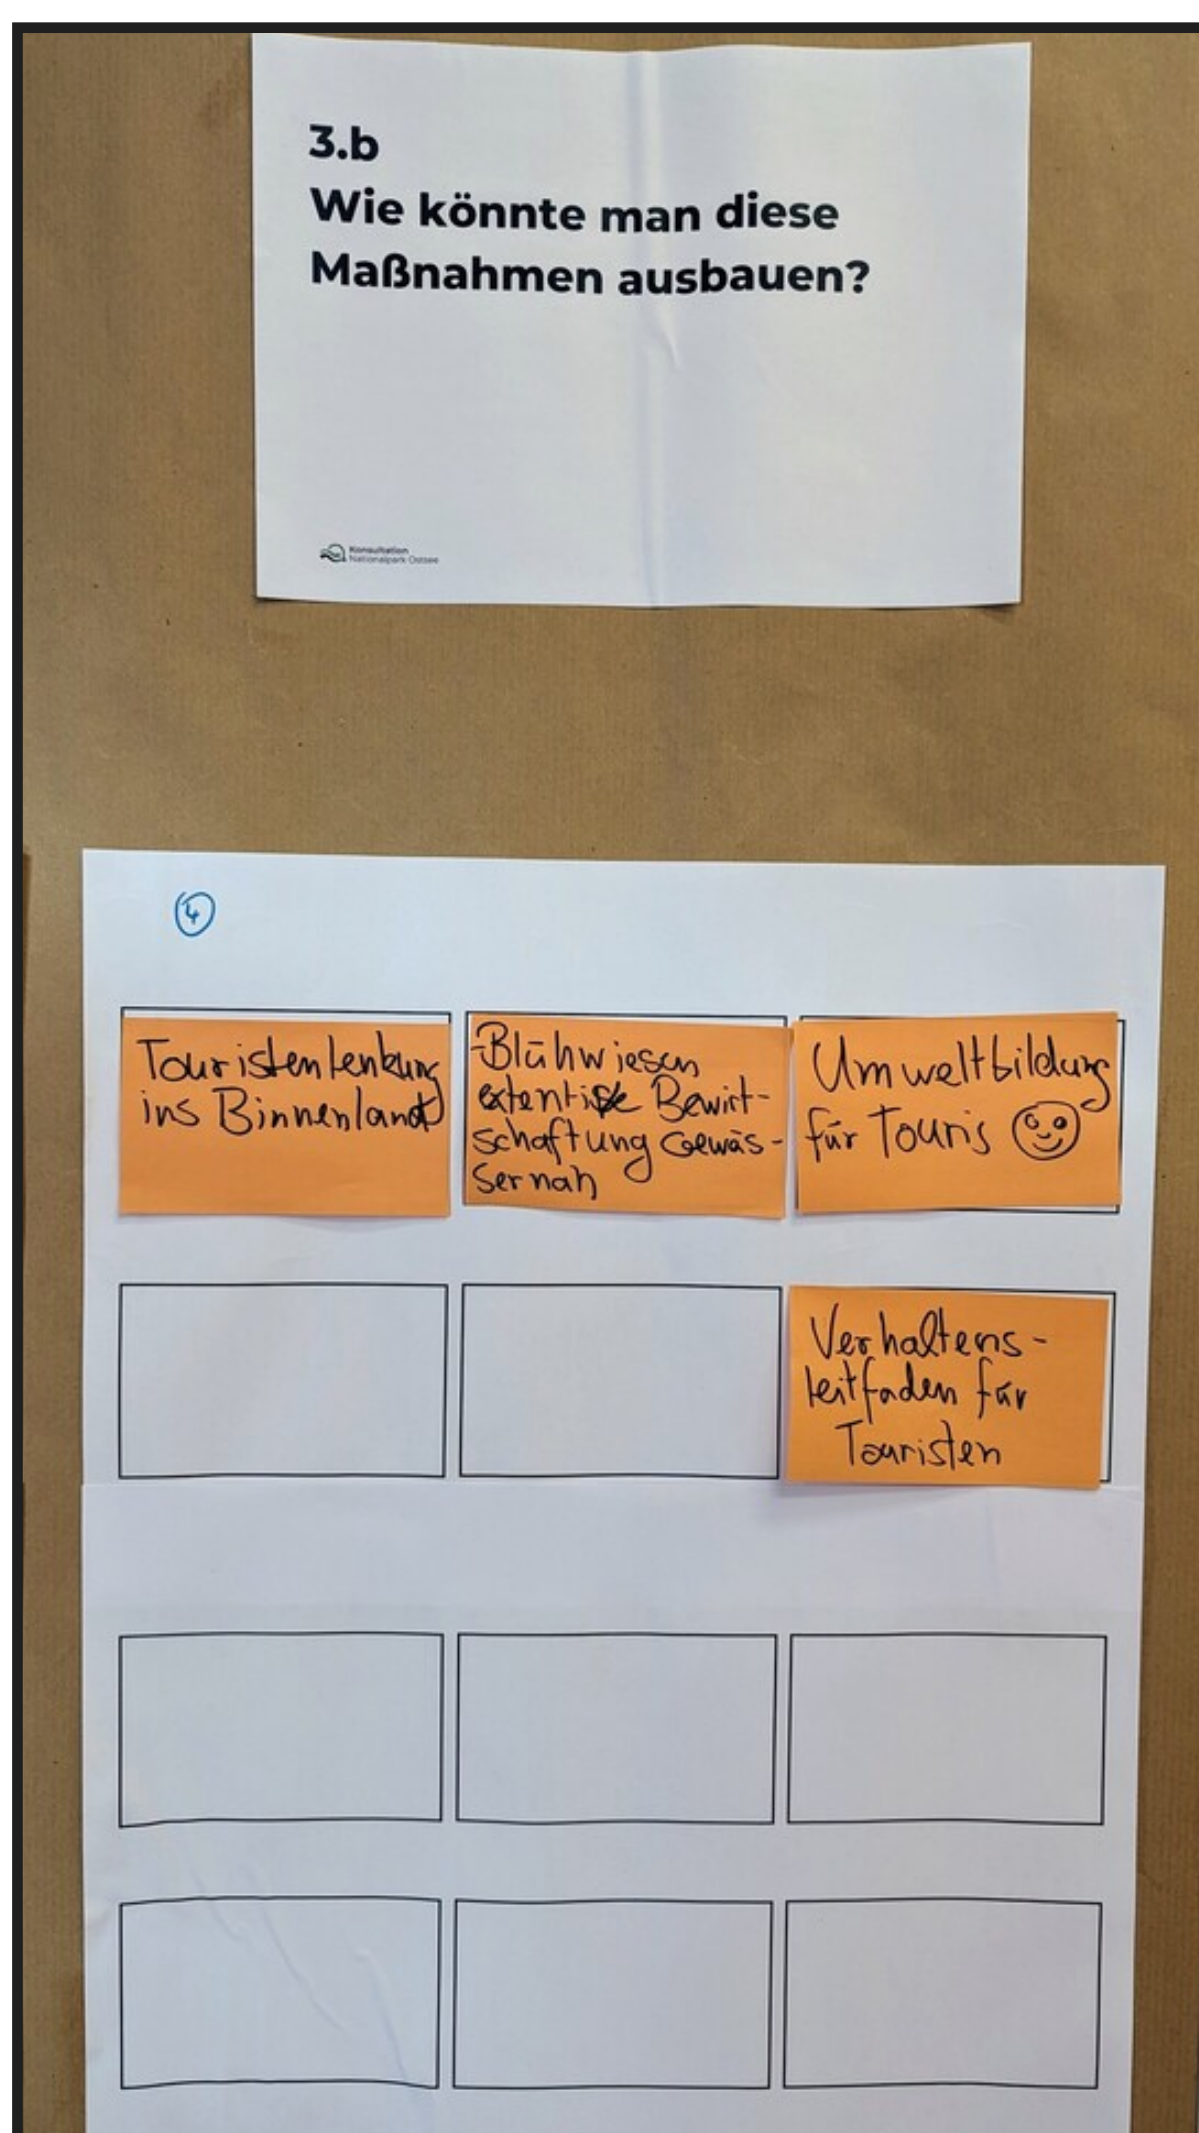 3.b
Wie könnte man diese
Maßnahmen ausbauen?
Konsultation
Nationalpark Ostsee
4
Touristenlenkung
ins Binnenland
-Blühwiesen
extentive Bewirt-
schaftung Gewäs-
sernah
Umweltbildung
für Touris
Verhaltens-
leitfaden für
Touristen